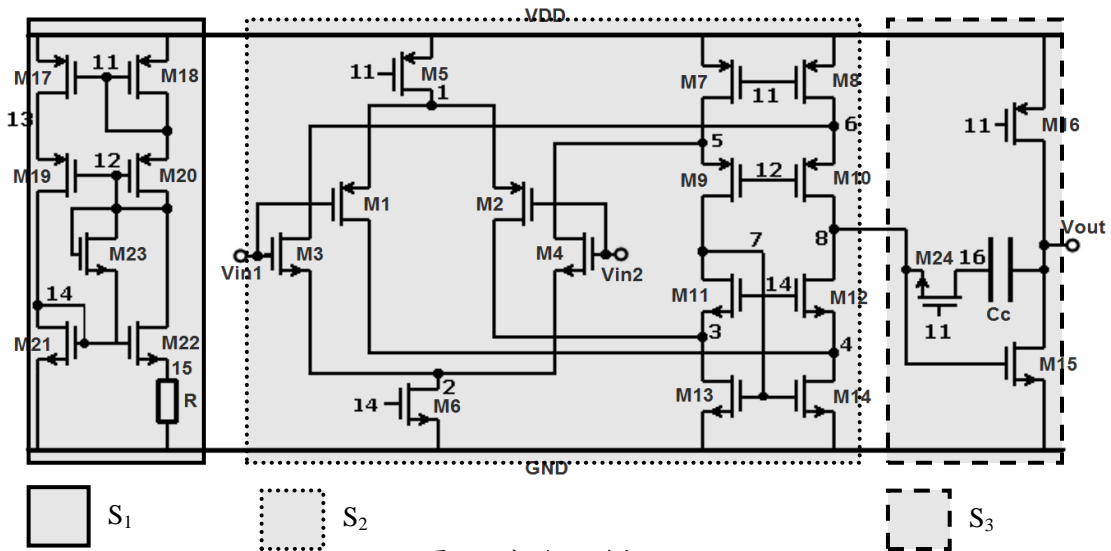 VDD
M17
11
M18
13
M19
12
M20
M23
14
M21
M22
15
R
11
M5
1
M1
M2
M3
M4
Vin1
Vin2
2
14
M6
M7
11
M8
6
5
M9
12
M10
7
8
M11
14
M12
3
4
M13
M14
11
M16
Vout
M24
16
Cc
11
M15
GND
S1
S2
S3